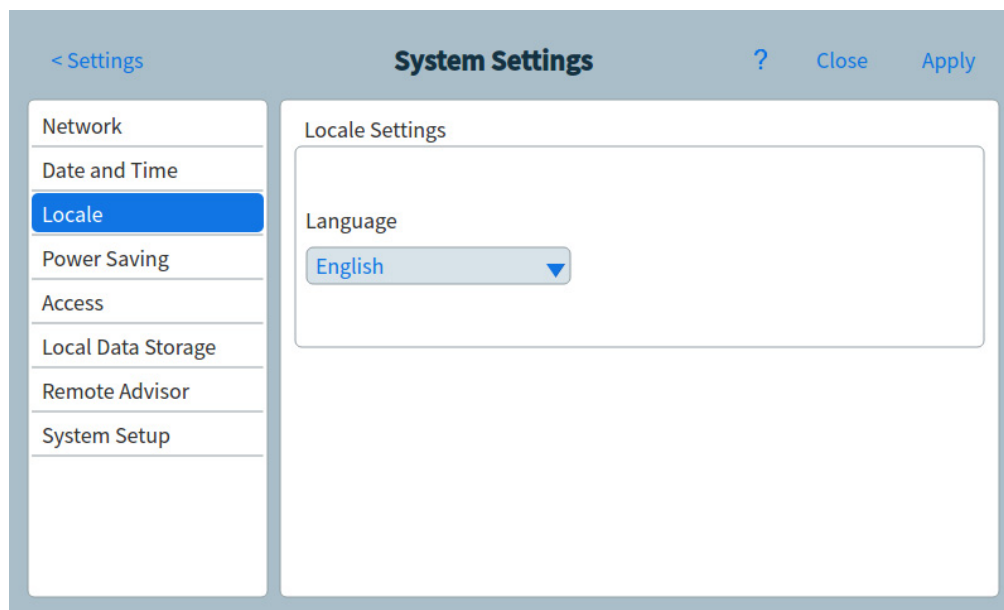 < Settings
System Settings
?
Close
Apply
Network
Date and Time
Locale
Power Saving
Access
Local Data Storage
Remote Advisor
System Setup
Locale Settings
Language
English